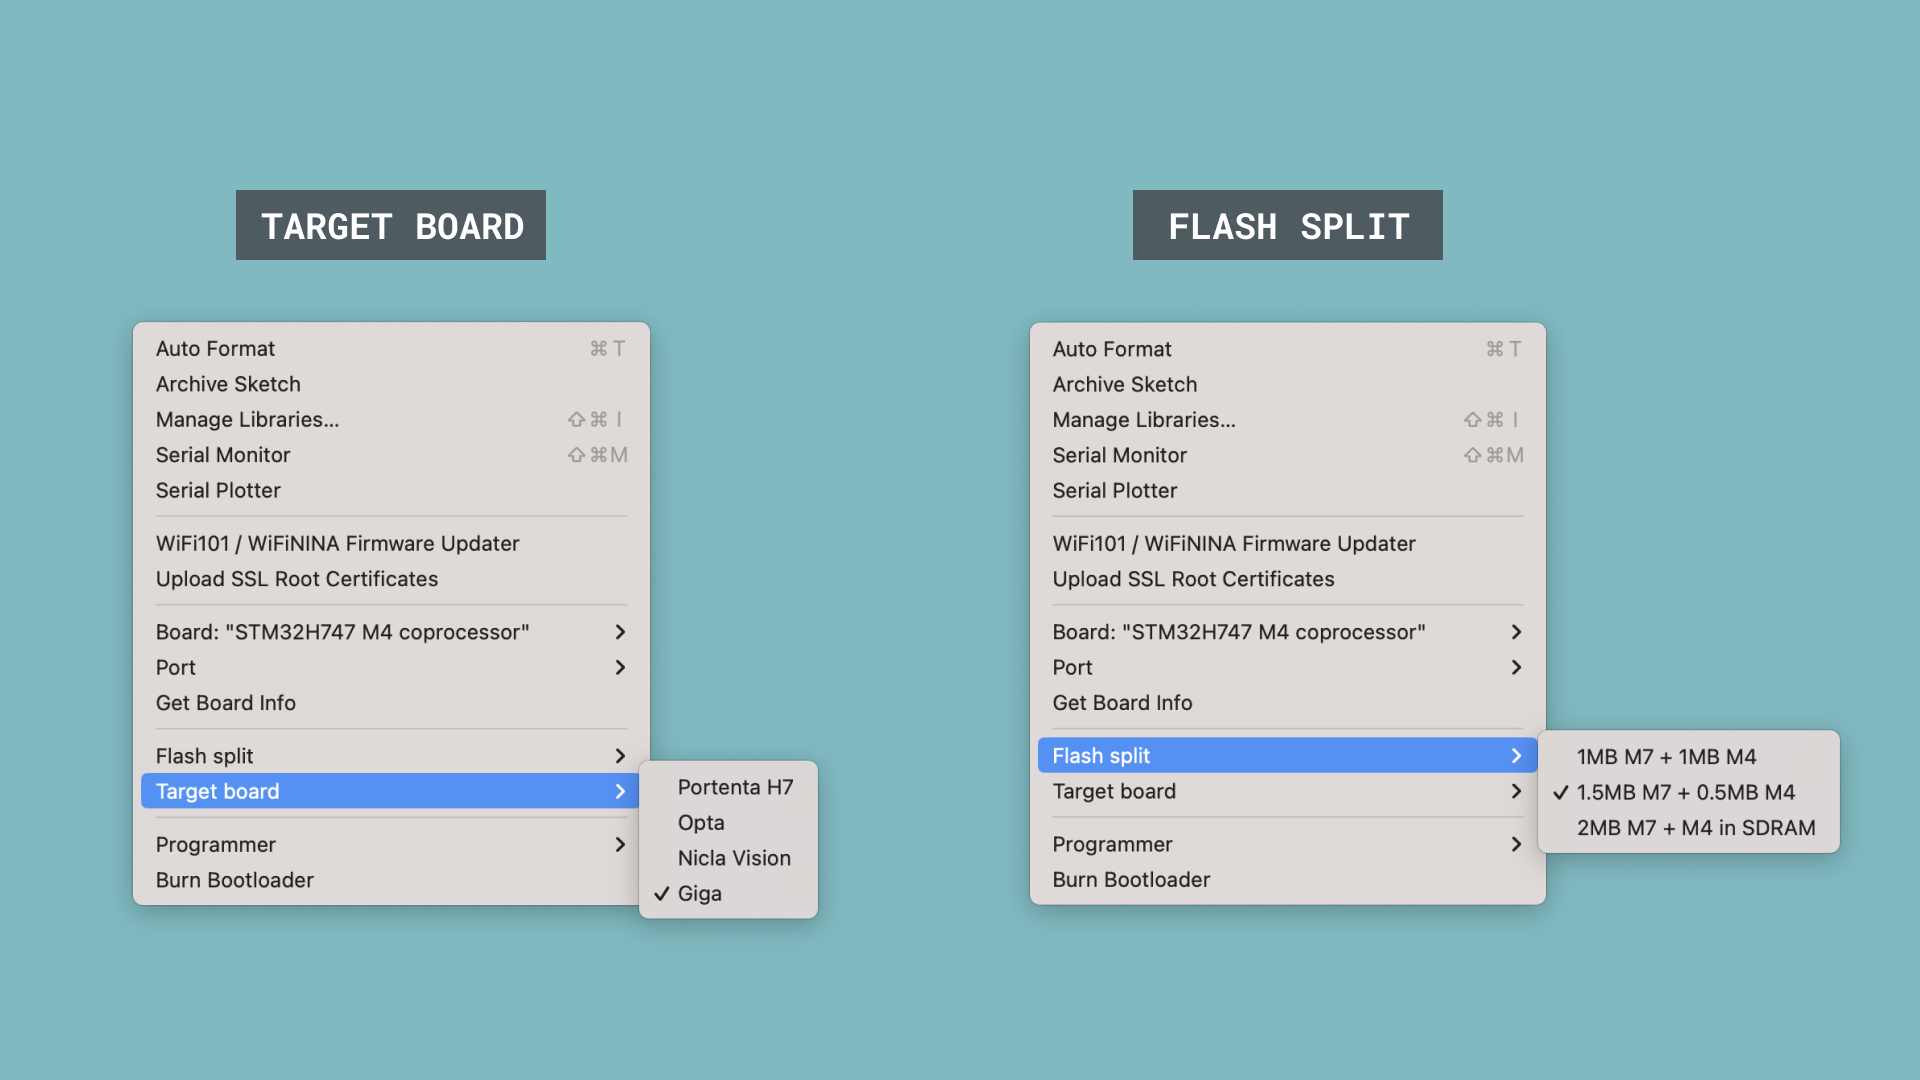 TARGET BOARD
Auto Format ⌘ T
Archive Sketch
Manage Libraries... ⇧ ⌘ I
Serial Monitor ⇧ ⌘ M
Serial Plotter
WiFi101 / WiFiNINA Firmware Updater
Upload SSL Root Certificates
Board: "STM32H747 M4 coprocessor"
Port
Get Board Info
Flash split
Target board
Programmer
Burn Bootloader
Portenta H7
Opta
Nicla Vision
✓ Giga
FLASH SPLIT
Auto Format ⌘ T
Archive Sketch
Manage Libraries... ⇧ ⌘ I
Serial Monitor ⇧ ⌘ M
Serial Plotter
WiFi101 / WiFiNINA Firmware Updater
Upload SSL Root Certificates
Board: "STM32H747 M4 coprocessor"
Port
Get Board Info
Flash split
Target board
Programmer
Burn Bootloader
1MB M7 + 1MB M4
✓ 1.5MB M7 + 0.5MB M4
2MB M7 + M4 in SDRAM